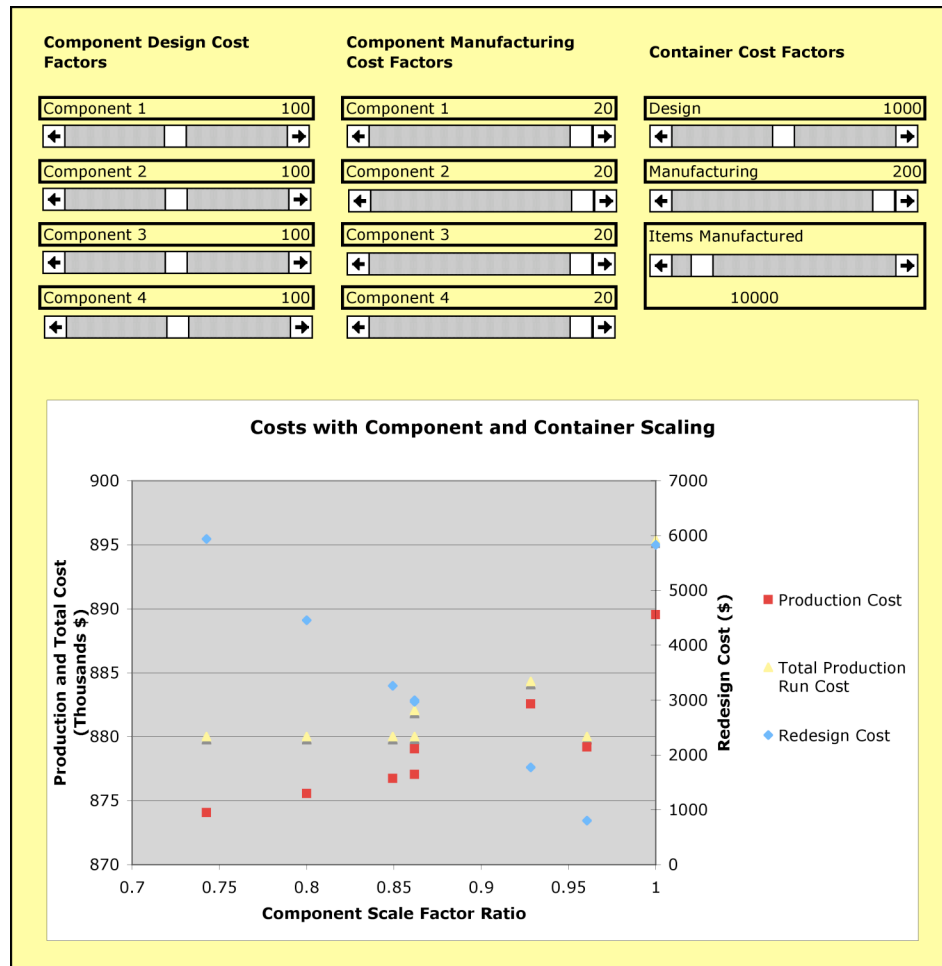 Component Design Cost
Factors
Component 1 100
Component 2 100
Component 3 100
Component 4 100
Component Manufacturing
Cost Factors
Component 1 20
Component 2 20
Component 3 20
Component 4 20
Container Cost Factors
Design 1000
Manufacturing 200
Items Manufactured
10000
Costs with Component and Container Scaling
Production and Total Cost
(Thousands $)
900
895
890
885
880
875
870
0.7 0.75 0.8 0.85 0.9 0.95 1
Component Scale Factor Ratio
7000
6000
5000
4000
3000
2000
1000
0
Redesign Cost ($)
Production Cost
Total Production
Run Cost
Redesign Cost